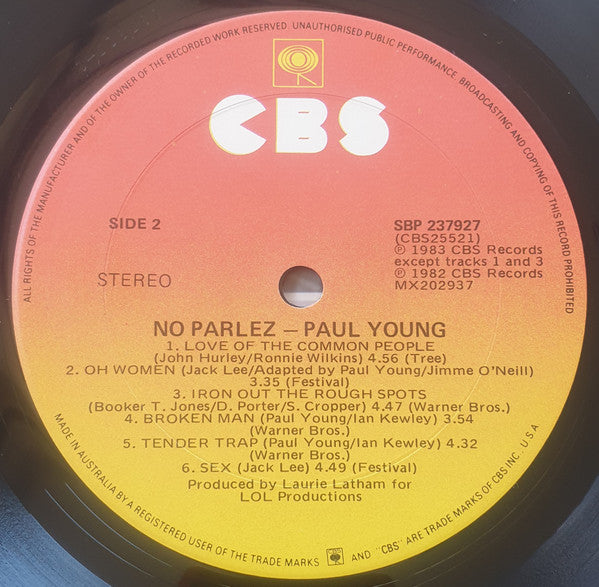 ALL RIGHTS OF THE MANUFACTURER AND OF THE OWNER OF THE RECORDED WORK RESERVED. UNAUTHORISED PUBLIC PERFORMANCE, BROADCASTING AND COPYING OF THIS RECORD PROHIBITED
CBS
SIDE 2
STEREO
SBP 237927
(CBS25521)
℗ 1983 CBS Records
except tracks 1 and 3
℗ 1982 CBS Records
MX202937
NO PARLEZ – PAUL YOUNG
1. LOVE OF THE COMMON PEOPLE
(John Hurley/Ronnie Wilkins) 4.56 (Tree)
2. OH WOMEN (Jack Lee/Adapted by Paul Young/Jimme O'Neill)
3.35 (Festival)
3. IRON OUT THE ROUGH SPOTS
(Booker T. Jones/D. Porter/S. Cropper) 4.47 (Warner Bros.)
4. BROKEN MAN (Paul Young/Ian Kewley) 3.54
(Warner Bros.)
5. TENDER TRAP (Paul Young/Ian Kewley) 4.32
(Warner Bros.)
6. SEX (Jack Lee) 4.49 (Festival)
Produced by Laurie Latham for
LOL Productions
MADE IN AUSTRALIA BY A REGISTERED USER OF THE TRADE MARKS AND "CBS" ARE TRADE MARKS OF CBS INC. U.S.A